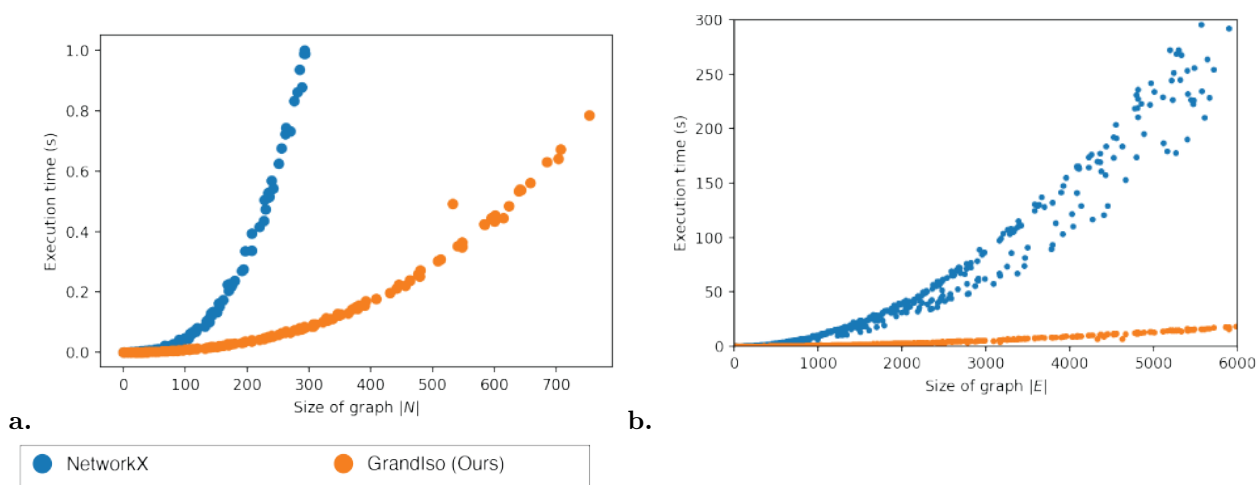 1.0
0.8
0.6
0.4
0.2
0.0
Execution time (s)
0 100 200 300 400 500 600 700
Size of graph |N|
a.
300
250
200
150
100
50
0
Execution time (s)
0 1000 2000 3000 4000 5000 6000
Size of graph |E|
b.
NetworkX GrandIso (Ours)